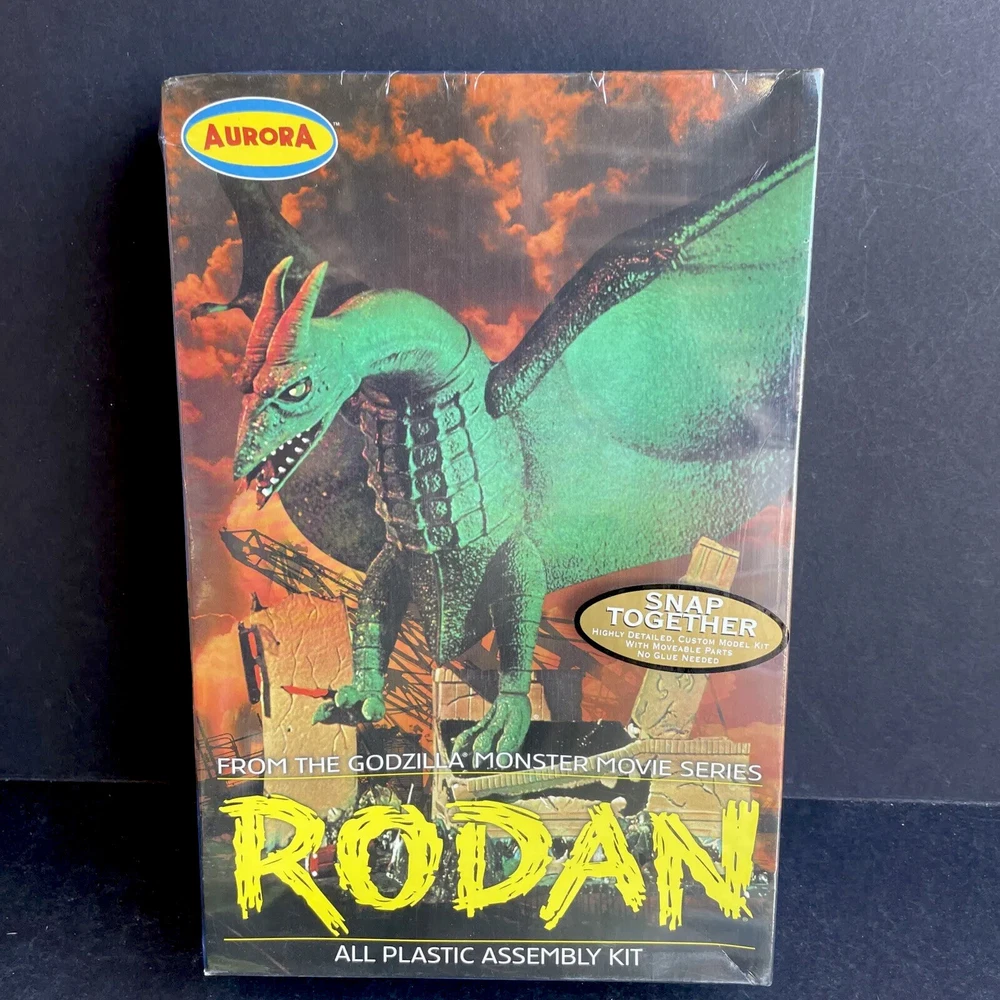 AURORA™
SNAP
TOGETHER
HIGHLY DETAILED, CUSTOM MODEL KIT
WITH MOVEABLE PARTS
NO GLUE NEEDED
FROM THE GODZILLA® MONSTER MOVIE SERIES
RODAN
ALL PLASTIC ASSEMBLY KIT